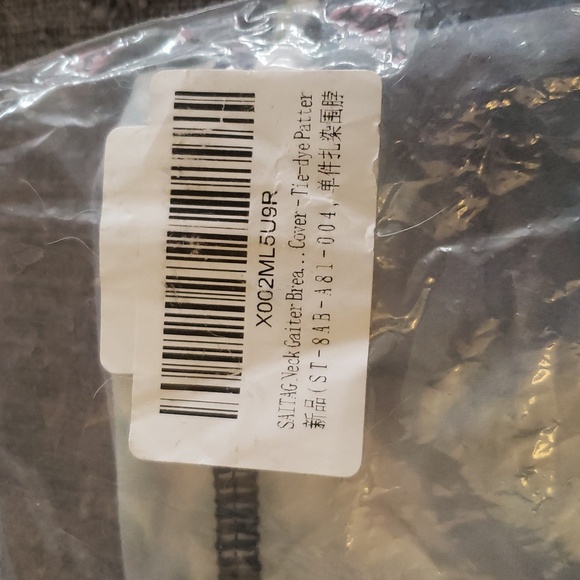 X002ML5U9R
SAITAG Neck Gaiter Brea...Cover-Tie-dye Patter
新品(ST-8AB-A81-004, 单件扎染围脖